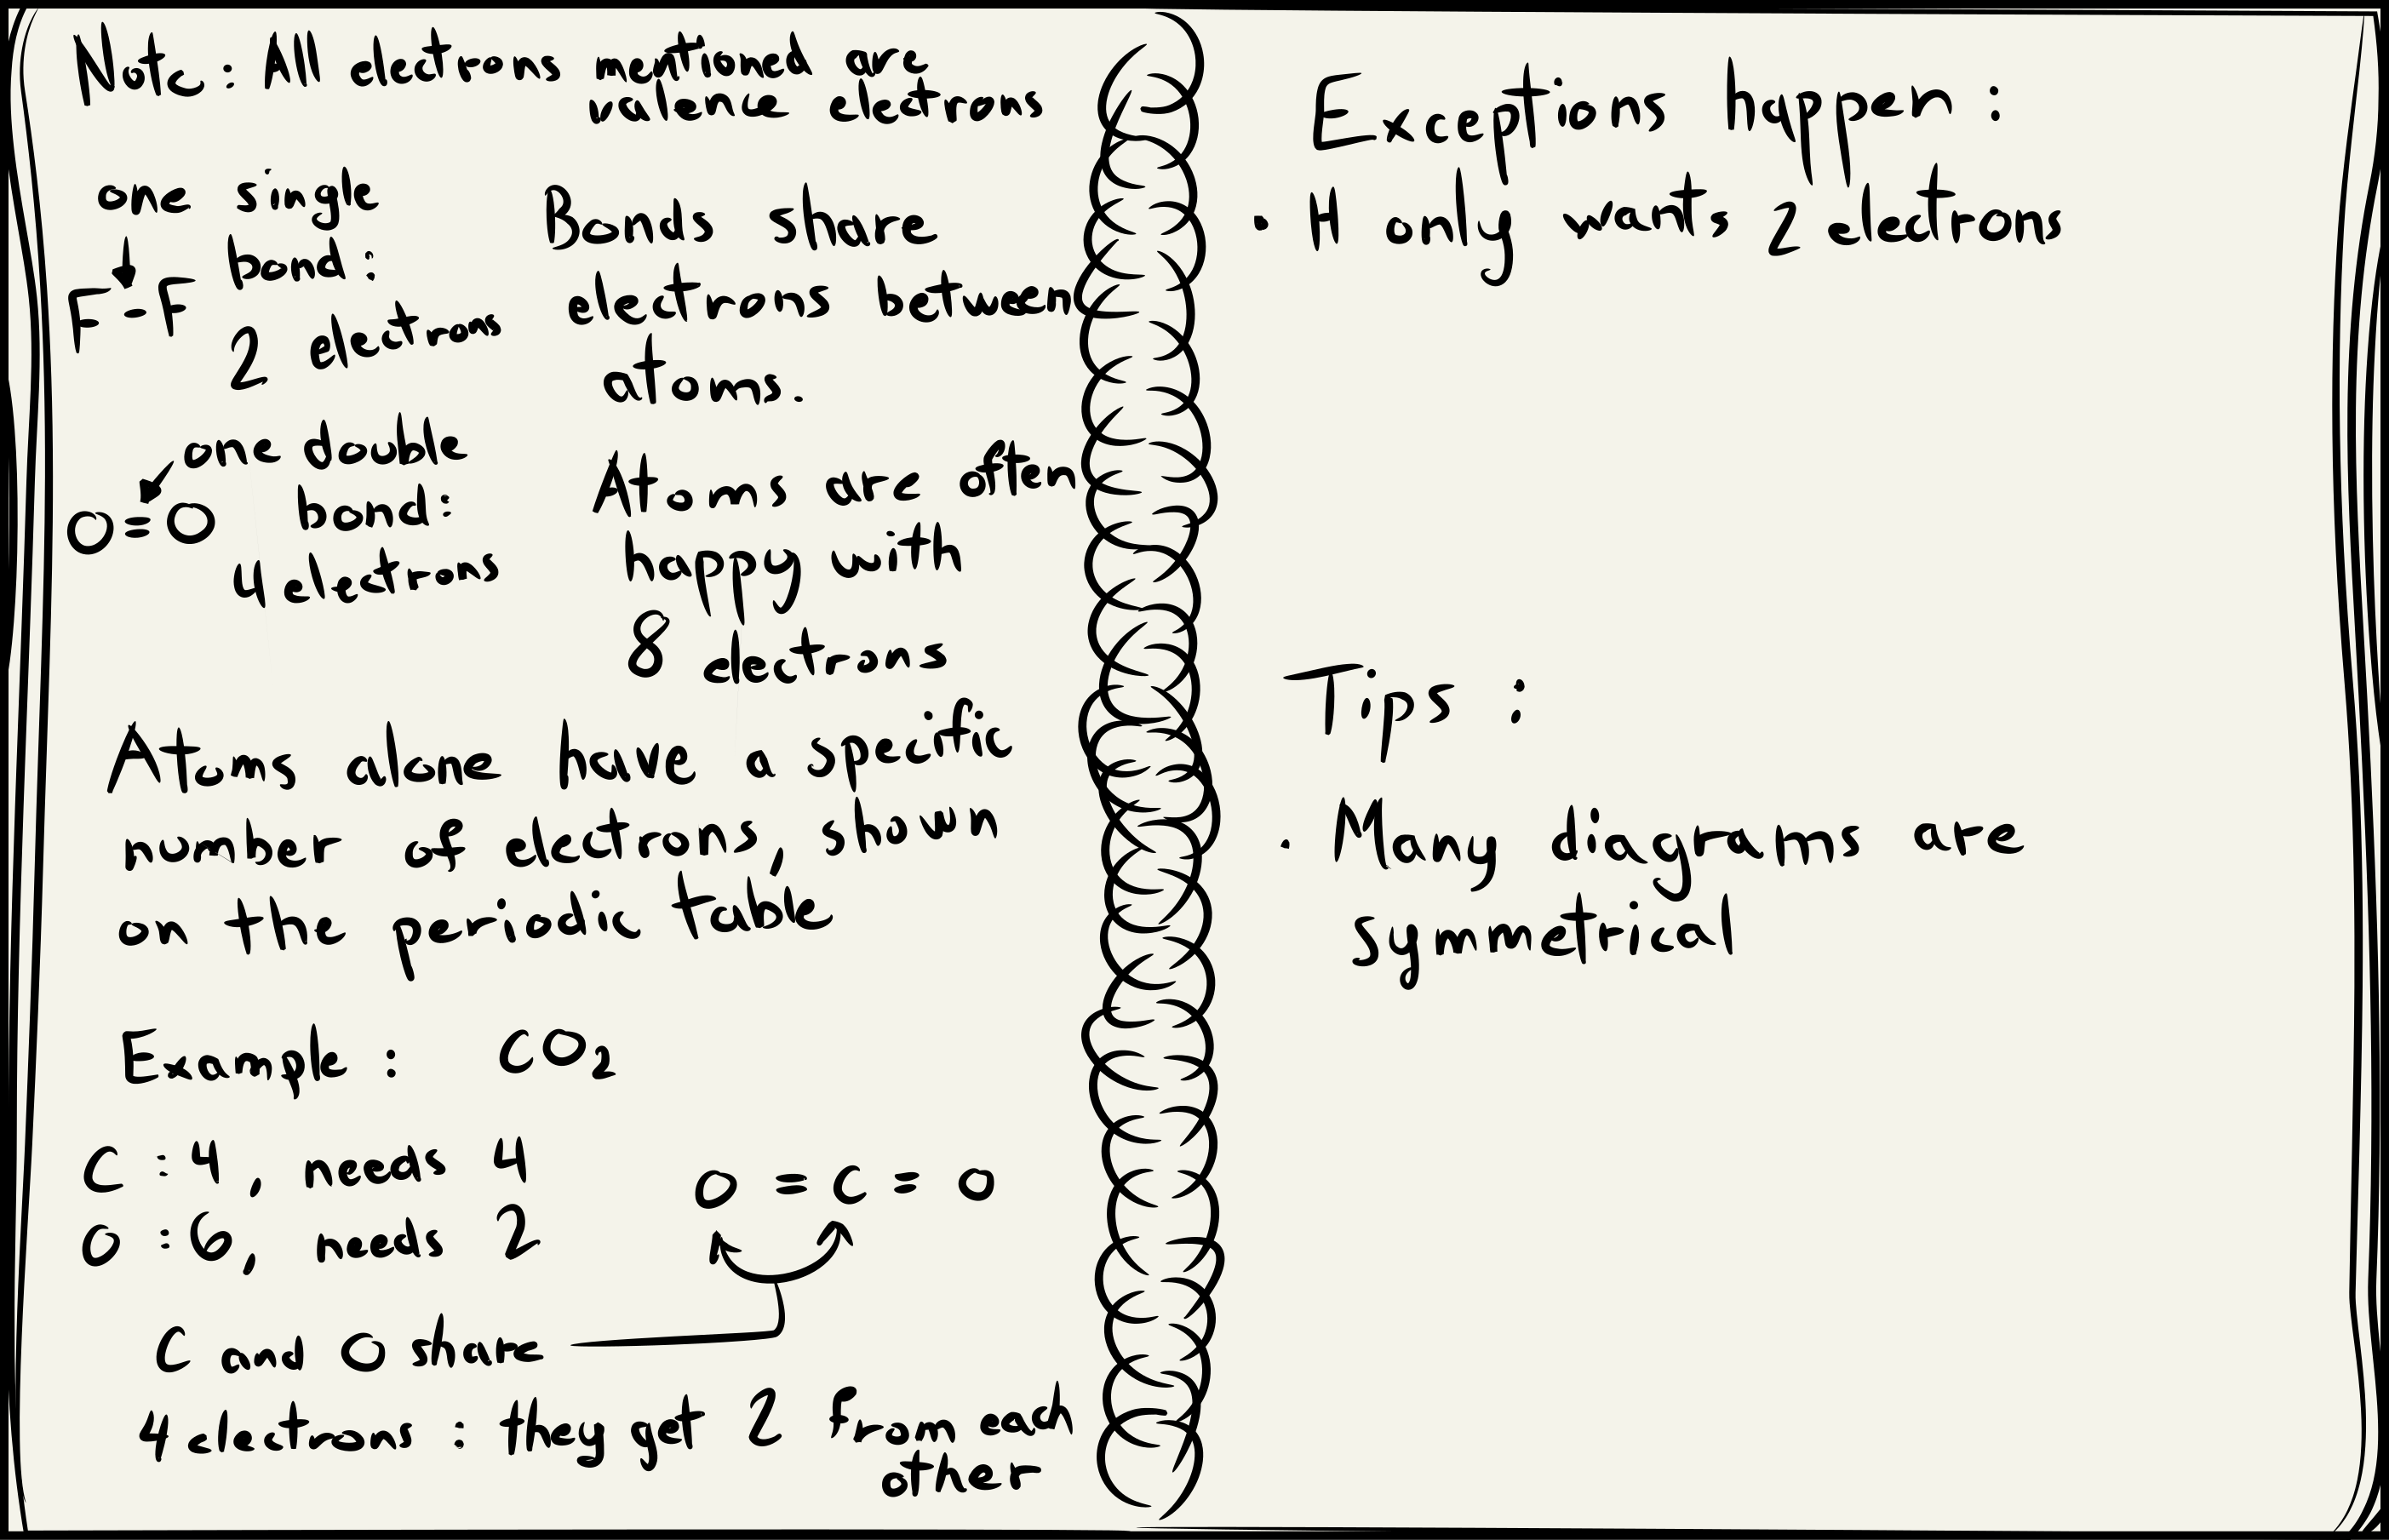 Note : All electrons mentioned are
valence electrons
one single
bond :
F-F
2 electrons
Bonds share
electrons between
atoms.
one double
bond:
O=O
4 electrons
Atoms are often
happy with
8 electrons
Atoms alone have a specific
number of electrons, shown
on the periodic table
Example : CO₂
C : 4, needs 4
O : 6, needs 2
O = C = O
C and O share
4 electrons : they get 2 from each
other
Exceptions happen :
• H only wants 2 electrons
Tips :
• Many diagrams are
symmetrical